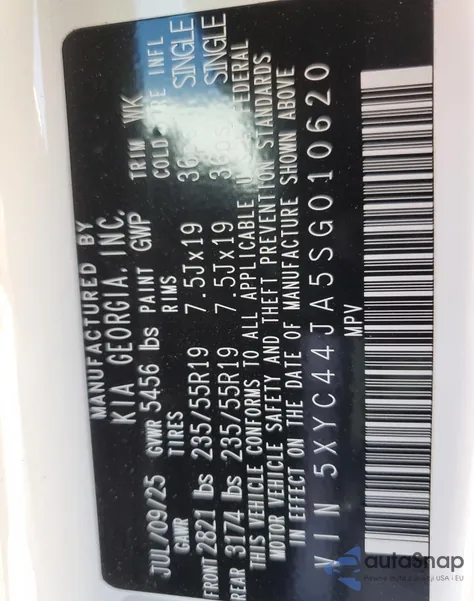 MANUFACTURED BY
KIA GEORGIA, INC.
JUL/09/25 GVWR 5456 lbs PAINT GWP TRIM WK
GAWR TIRES RIMS COLD INFL
FRONT 2821 lbs 235/55R19 7.5Jx19 SINGLE
REAR 3174 lbs 235/55R19 7.5Jx19 SINGLE
THIS VEHICLE CONFORMS TO ALL APPLICABLE FEDERAL
MOTOR VEHICLE SAFETY AND THEFT PREVENTION STANDARDS
IN EFFECT ON THE DATE OF MANUFACTURE SHOWN ABOVE
VIN 5XYC44JA5SG010620
MPV
autoSnap